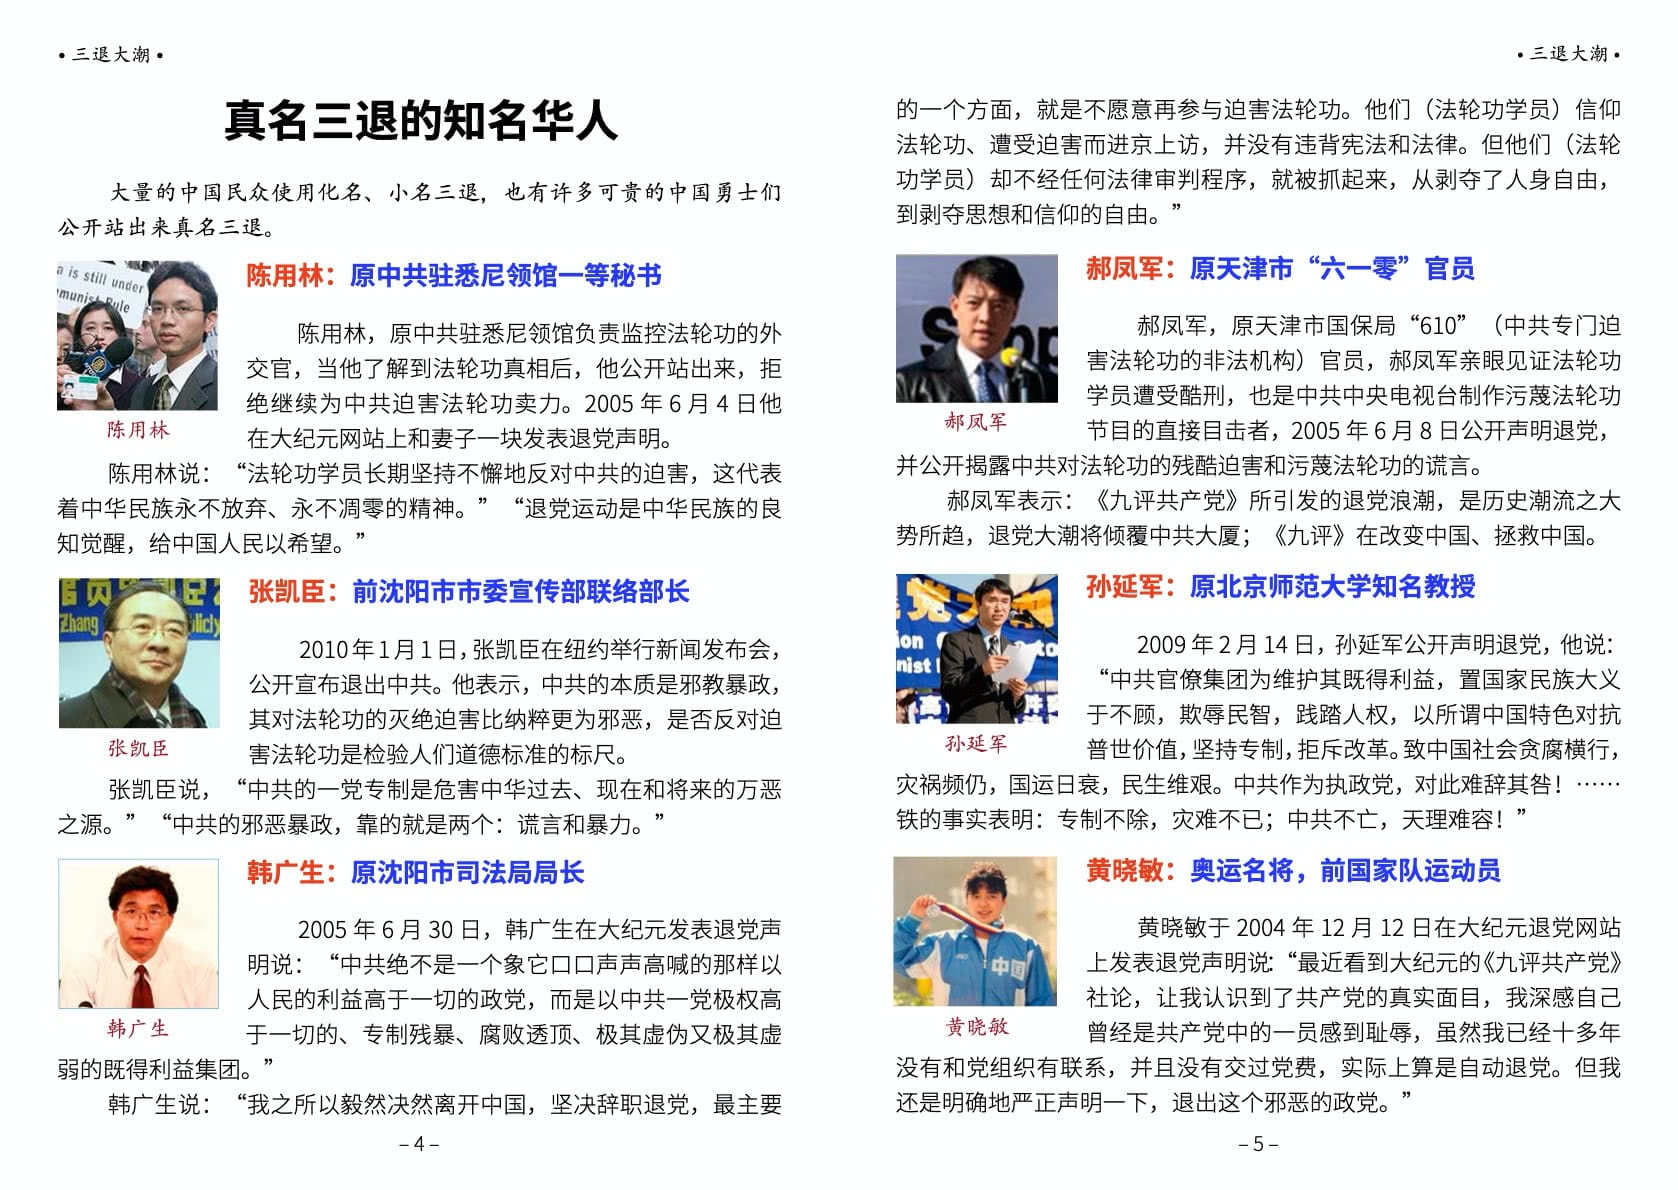 • 三退大潮 •
真名三退的知名华人
大量的中国民众使用化名、小名三退，也有许多可贵的中国勇士们
公开站出来真名三退。
a is still under
mmunist Rule
陈用林
陈用林：原中共驻悉尼领馆一等秘书
陈用林，原中共驻悉尼领馆负责监控法轮功的外
交官，当他了解到法轮功真相后，他公开站出来，拒
绝继续为中共迫害法轮功卖力。2005 年 6 月 4 日他
在大纪元网站上和妻子一块发表退党声明。
陈用林说：“法轮功学员长期坚持不懈地反对中共的迫害，这代表
着中华民族永不放弃、永不凋零的精神。”“退党运动是中华民族的良
知觉醒，给中国人民以希望。”
Zhang
licly
张凯臣
张凯臣：前沈阳市市委宣传部联络部长
2010 年 1 月 1 日，张凯臣在纽约举行新闻发布会，
公开宣布退出中共。他表示，中共的本质是邪教暴政，
其对法轮功的灭绝迫害比纳粹更为邪恶，是否反对迫
害法轮功是检验人们道德标准的标尺。
张凯臣说，“中共的一党专制是危害中华过去、现在和将来的万恶
之源。”“中共的邪恶暴政，靠的就是两个：谎言和暴力。”
韩广生
韩广生：原沈阳市司法局局长
2005 年 6 月 30 日，韩广生在大纪元发表退党声
明说：“中共绝不是一个象它口口声声高喊的那样以
人民的利益高于一切的政党，而是以中共一党极权高
于一切的、专制残暴、腐败透顶、极其虚伪又极其虚
弱的既得利益集团。”
韩广生说：“我之所以毅然决然离开中国，坚决辞职退党，最主要
– 4 –
• 三退大潮 •
的一个方面，就是不愿意再参与迫害法轮功。他们（法轮功学员）信仰
法轮功、遭受迫害而进京上访，并没有违背宪法和法律。但他们（法轮
功学员）却不经任何法律审判程序，就被抓起来，从剥夺了人身自由，
到剥夺思想和信仰的自由。”
郝凤军
郝凤军：原天津市“六一零”官员
郝凤军，原天津市国保局“610”（中共专门迫
害法轮功的非法机构）官员，郝凤军亲眼见证法轮功
学员遭受酷刑，也是中共中央电视台制作污蔑法轮功
节目的直接目击者，2005 年 6 月 8 日公开声明退党，
并公开揭露中共对法轮功的残酷迫害和污蔑法轮功的谎言。
郝凤军表示：《九评共产党》所引发的退党浪潮，是历史潮流之大
势所趋，退党大潮将倾覆中共大厦；《九评》在改变中国、拯救中国。
孙延军
孙延军：原北京师范大学知名教授
2009 年 2 月 14 日，孙延军公开声明退党，他说：
“中共官僚集团为维护其既得利益，置国家民族大义
于不顾，欺辱民智，践踏人权，以所谓中国特色对抗
普世价值，坚持专制，拒斥改革。致中国社会贪腐横行，
灾祸频仍，国运日衰，民生维艰。中共作为执政党，对此难辞其咎！……
铁的事实表明：专制不除，灾难不已；中共不亡，天理难容！”
中国
黄晓敏
黄晓敏：奥运名将，前国家队运动员
黄晓敏于 2004 年 12 月 12 日在大纪元退党网站
上发表退党声明说：“最近看到大纪元的《九评共产党》
社论，让我认识到了共产党的真实面目，我深感自己
曾经是共产党中的一员感到耻辱，虽然我已经十多年
没有和党组织有联系，并且没有交过党费，实际上算是自动退党。但我
还是明确地严正声明一下，退出这个邪恶的政党。”
– 5 –